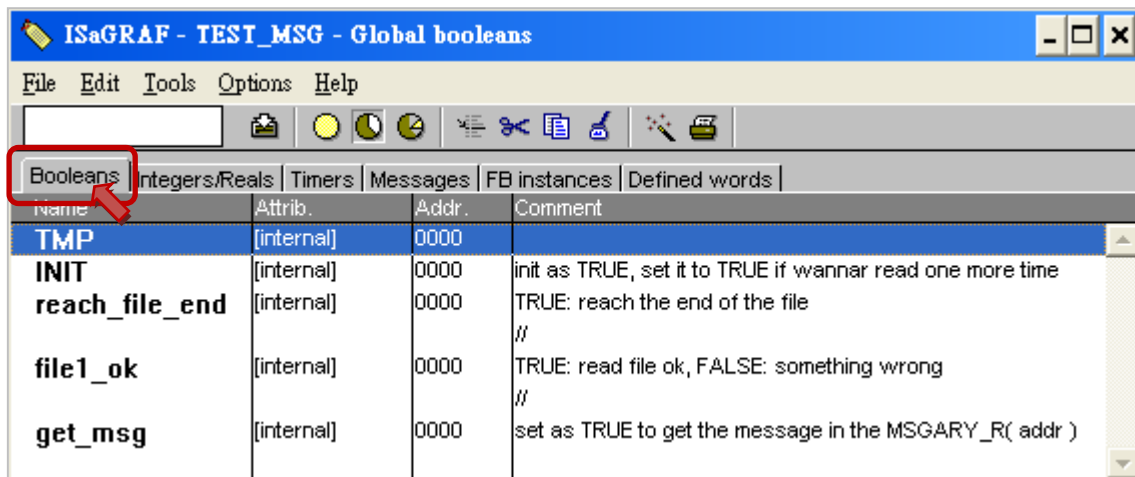 ISaGRAF - TEST_MSG - Global booleans
File Edit Tools Options Help
Booleans Integers/Reals Timers Messages FB instances Defined words
Name Attrib. Addr. Comment
TMP [internal] 0000
INIT [internal] 0000 init as TRUE, set it to TRUE if wannar read one more time
reach_file_end [internal] 0000 TRUE: reach the end of the file
//
file1_ok [internal] 0000 TRUE: read file ok, FALSE: something wrong
//
get_msg [internal] 0000 set as TRUE to get the message in the MSGARY_R( addr )